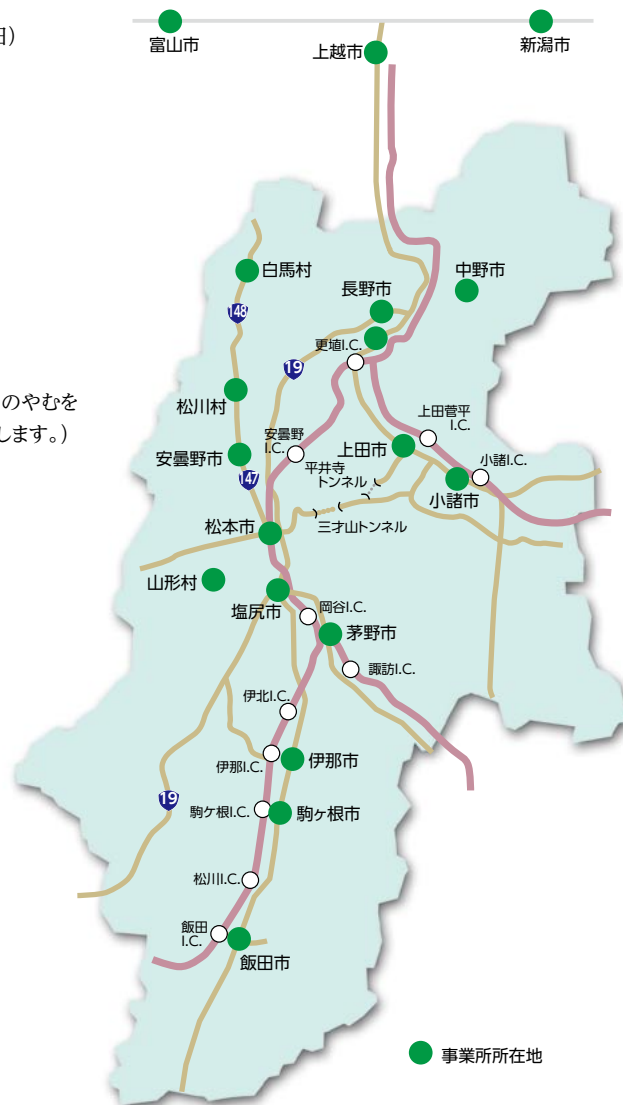 日）
富山市
新潟市
上越市
白馬村
中野市
長野市
148
更埴I.C.
19
のやむを
します。）
松川村
上田菅平
I.C.
安曇野
I.C.
上田市
安曇野市
平井寺
トンネル
小諸I.C.
147
小諸市
三才山トンネル
松本市
山形村
塩尻市
岡谷I.C.
茅野市
諏訪I.C.
伊北I.C.
伊那I.C.
伊那市
19
駒ケ根I.C.
駒ヶ根市
松川I.C.
飯田
I.C.
飯田市
事業所所在地